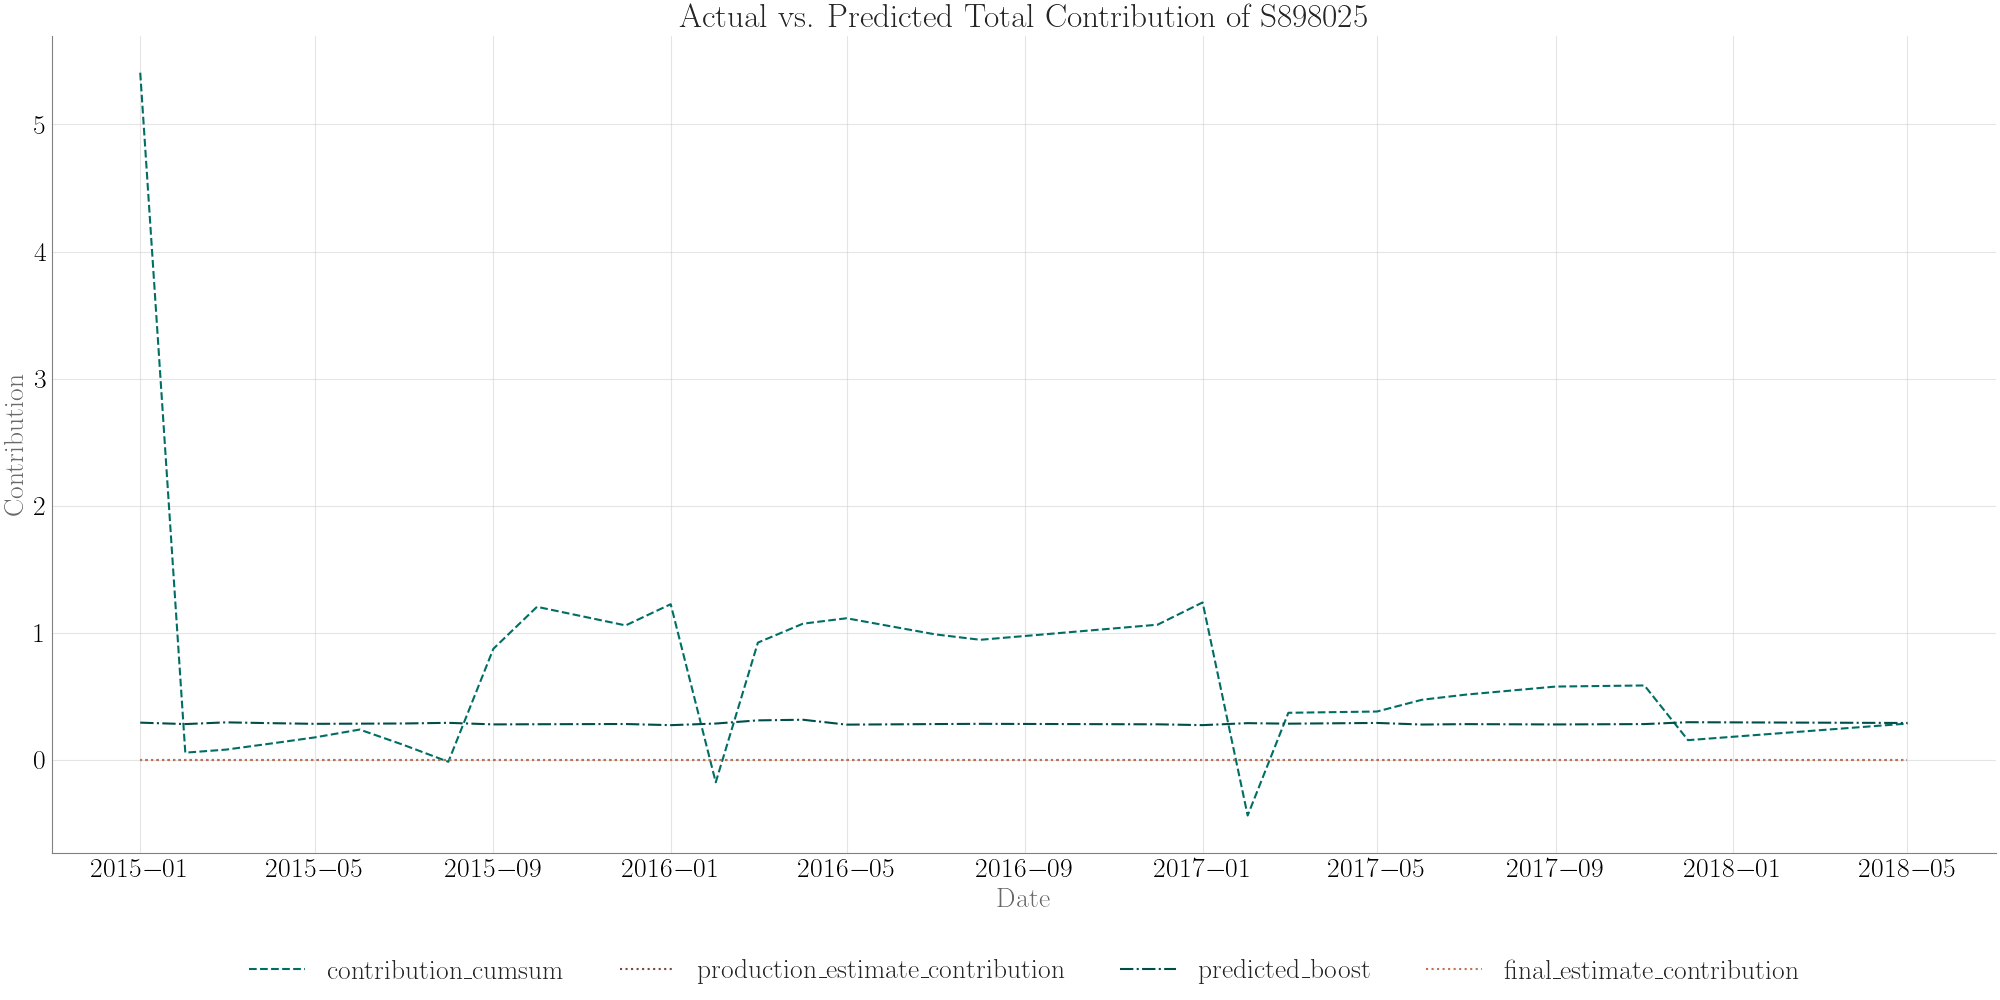 Actual vs. Predicted Total Contribution of S898025
Contribution
5
4
3
2
1
0
2015−01 2015−05 2015−09 2016−01 2016−05 2016−09 2017−01 2017−05 2017−09 2018−01 2018−05
Date
contribution_cumsum production_estimate_contribution predicted_boost final_estimate_contribution